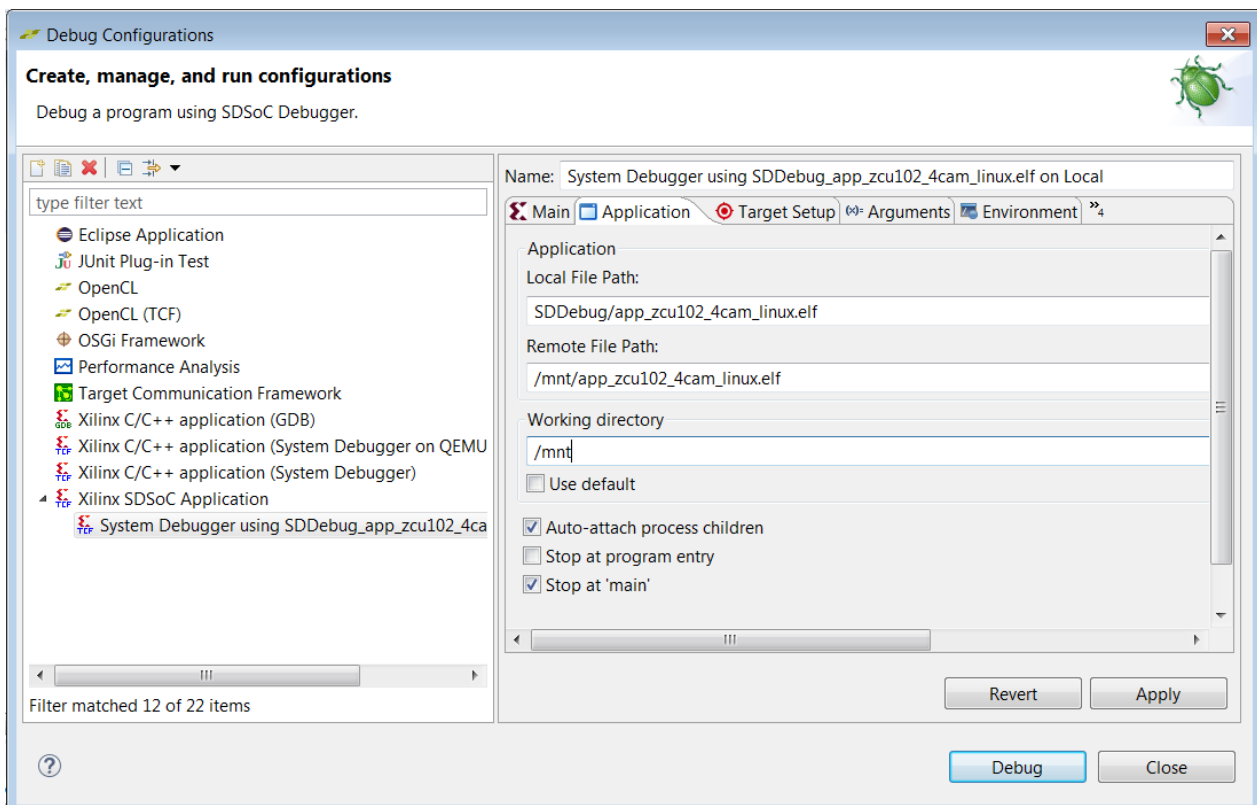 Debug Configurations
Create, manage, and run configurations
Debug a program using SDSoC Debugger.
type filter text
Eclipse Application
JUnit Plug-in Test
OpenCL
OpenCL (TCF)
OSGi Framework
Performance Analysis
Target Communication Framework
Xilinx C/C++ application (GDB)
Xilinx C/C++ application (System Debugger on QEMU
Xilinx C/C++ application (System Debugger)
Xilinx SDSoC Application
System Debugger using SDDebug_app_zcu102_4ca
Filter matched 12 of 22 items
Name: System Debugger using SDDebug_app_zcu102_4cam_linux.elf on Local
Main Application Target Setup Arguments Environment »4
Application
Local File Path:
SDDebug/app_zcu102_4cam_linux.elf
Remote File Path:
/mnt/app_zcu102_4cam_linux.elf
Working directory
/mnt
Use default
Auto-attach process children
Stop at program entry
Stop at 'main'
Revert Apply
Debug Close